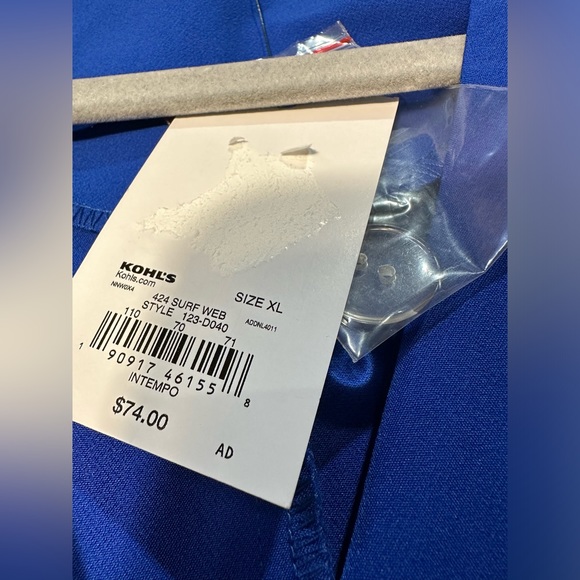 KOHL'S
Kohls.com
NNWGX4
SIZE XL
424 SURF WEB
ADDNL4011
STYLE 123-D040
110 70 71
1 90917 46155 8
INTEMPO
$74.00
AD